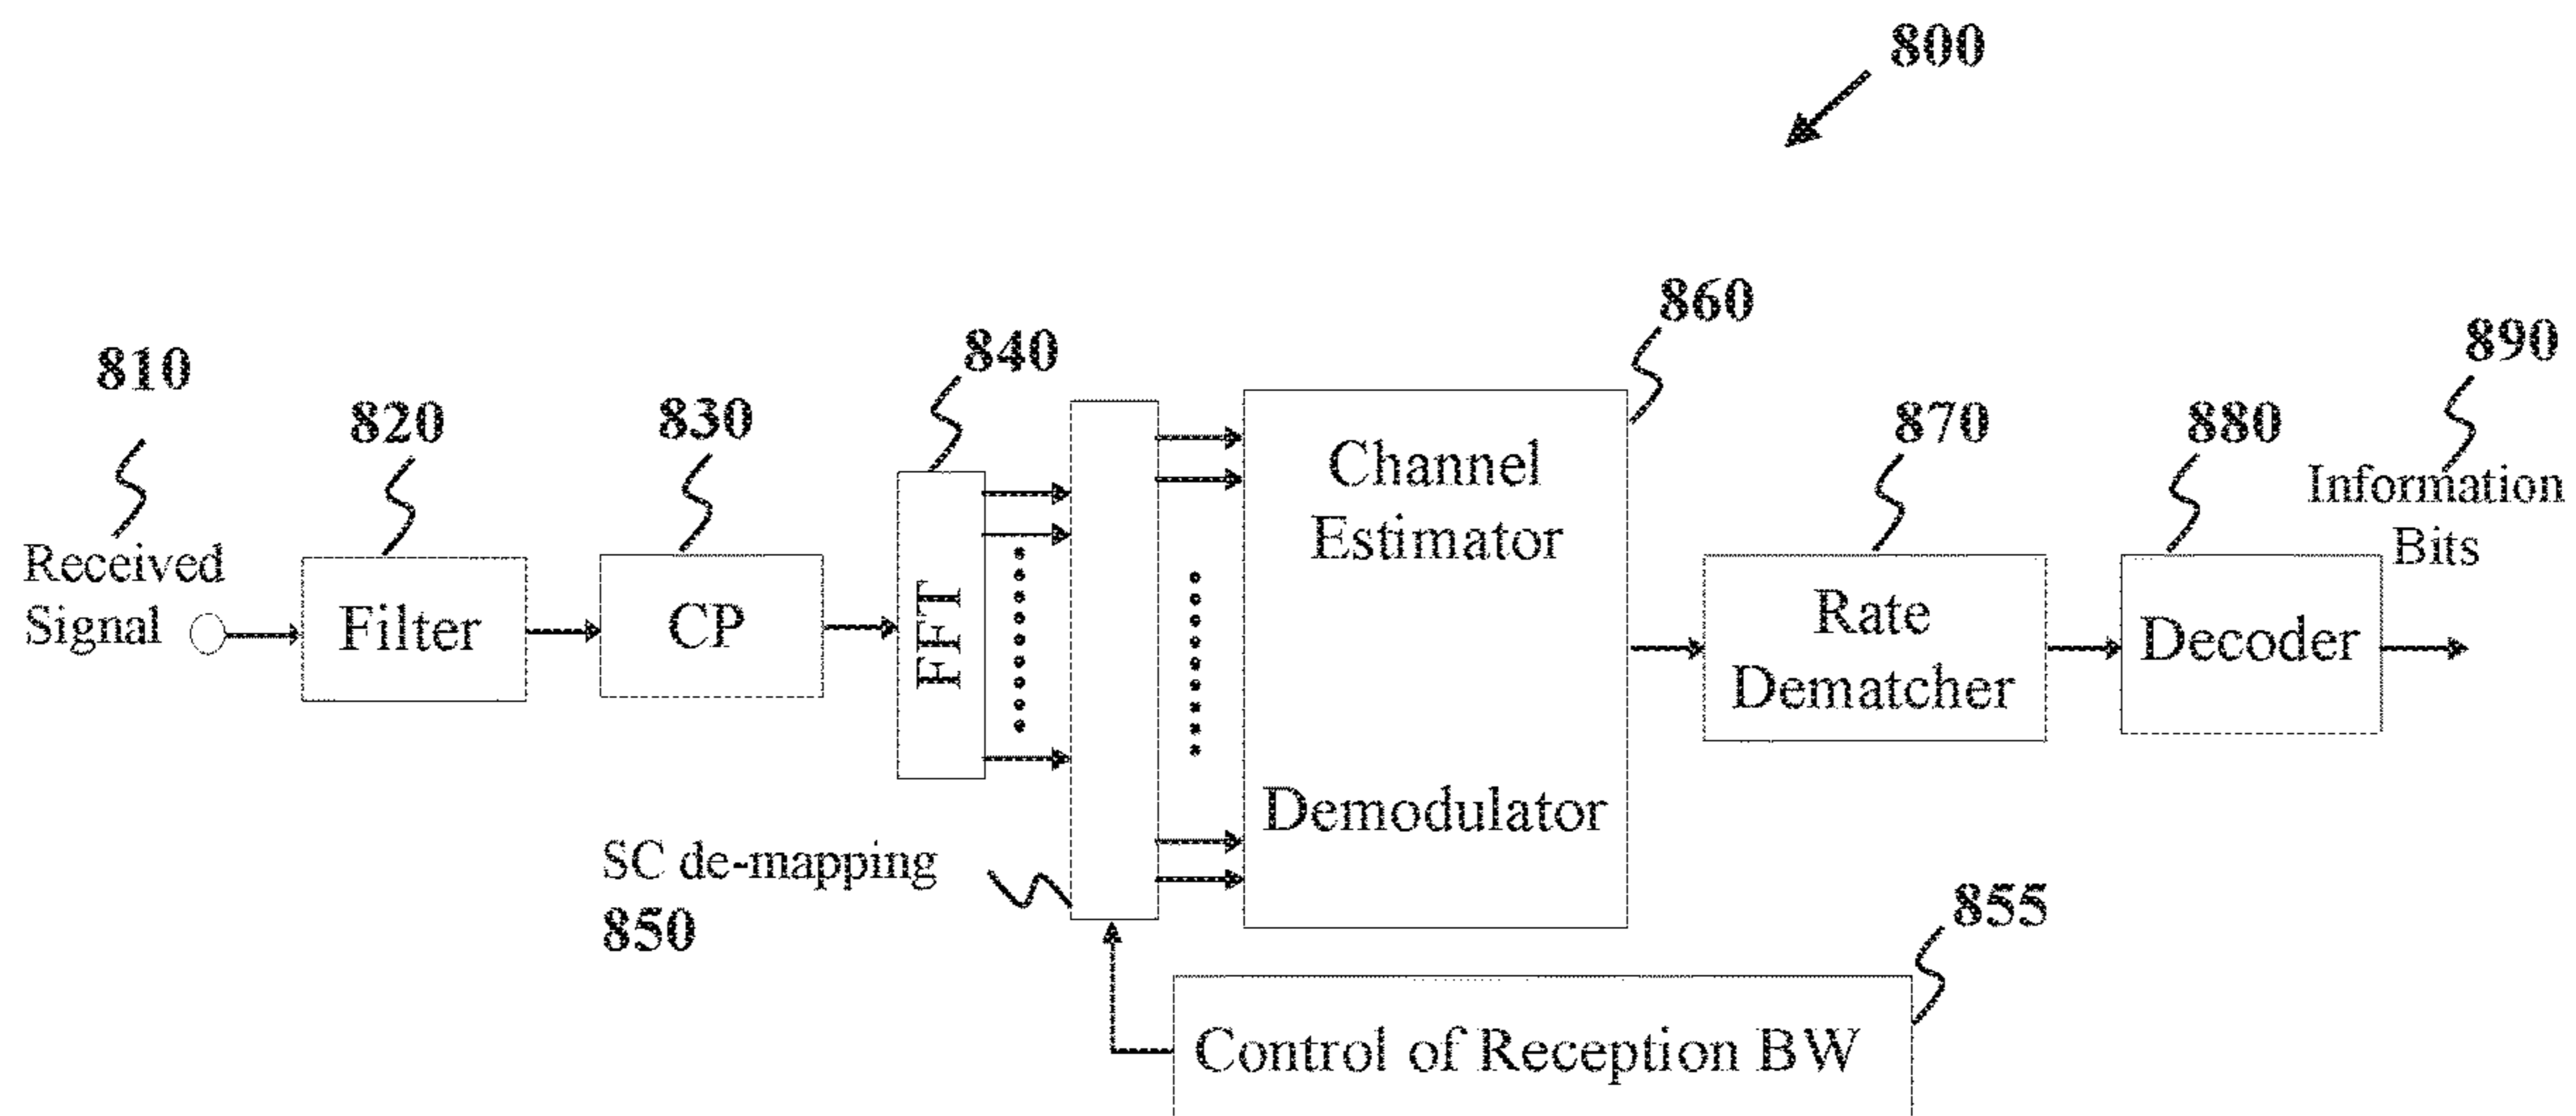 800
860
890
840
810
870
880
830
820
Channel
Estimator
Information
Bits
Received
Signal
Filter
CP
FFT
Rate
Dematcher
Decoder
Demodulator
SC de-mapping
850
855
Control of Reception BW